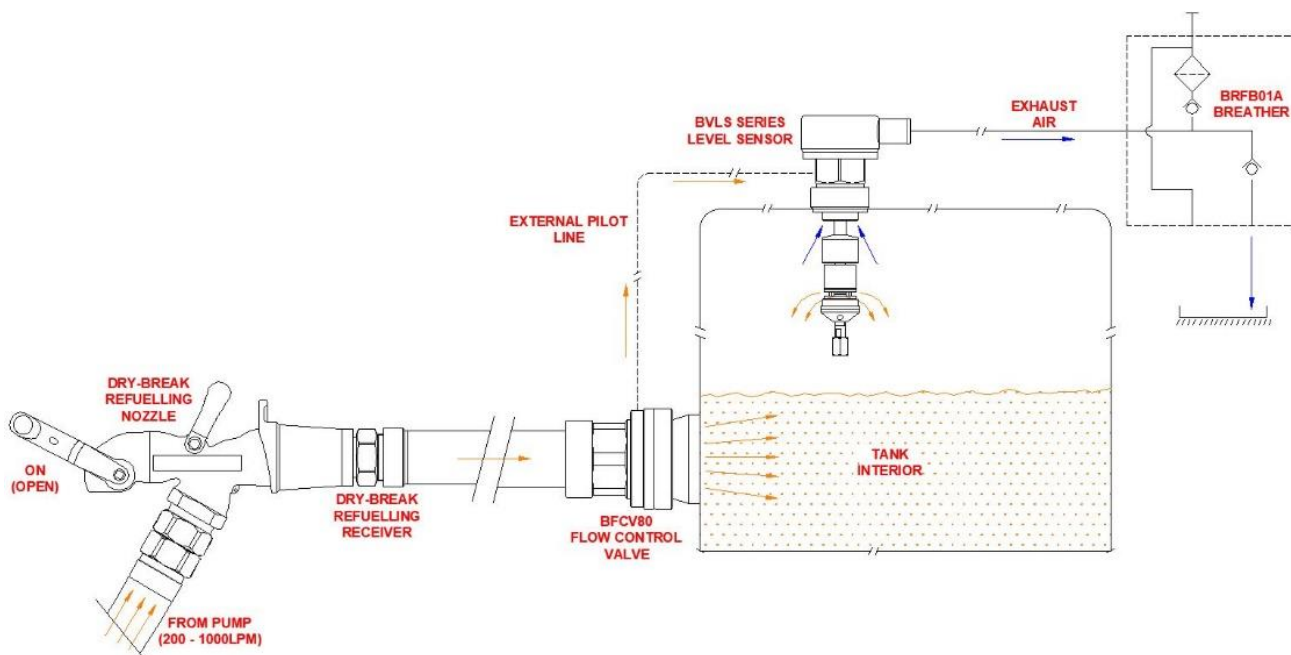 BRFB01A
BREATHER
EXHAUST
AIR
BVLS SERIES
LEVEL SENSOR
EXTERNAL PILOT
LINE
DRY-BREAK
REFUELLING
NOZZLE
ON
(OPEN)
TANK
INTERIOR
DRY-BREAK
REFUELLING
RECEIVER
BFCV80
FLOW CONTROL
VALVE
FROM PUMP
(200 - 1000LPM)